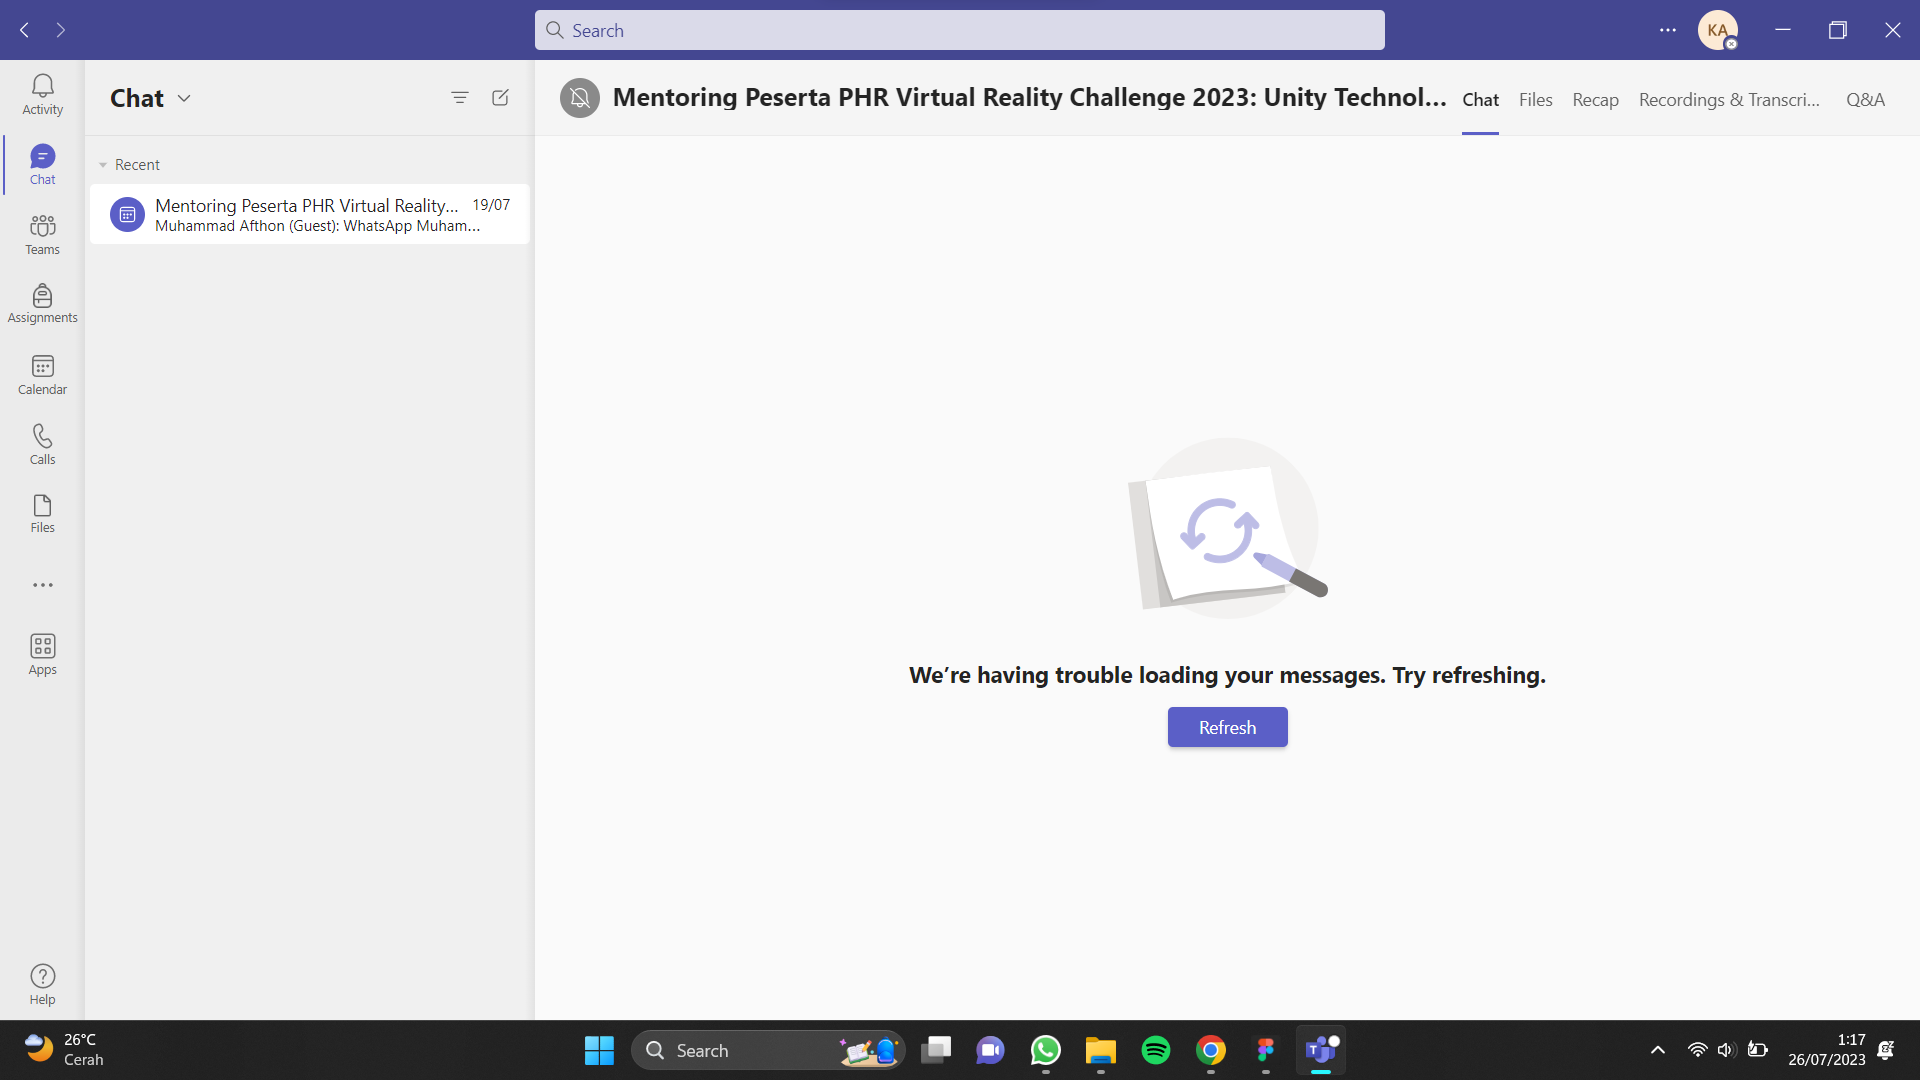 Search
KA
Activity
Chat
Teams
Assignments
Calendar
Calls
Files
Apps
Help
Chat
Recent
Mentoring Peserta PHR Virtual Reality... 19/07
Muhammad Afthon (Guest): WhatsApp Muham...
Mentoring Peserta PHR Virtual Reality Challenge 2023: Unity Technol... Chat Files Recap Recordings & Transcri... Q&A
We’re having trouble loading your messages. Try refreshing.
Refresh
26°C
Cerah
Search
1:17
26/07/2023